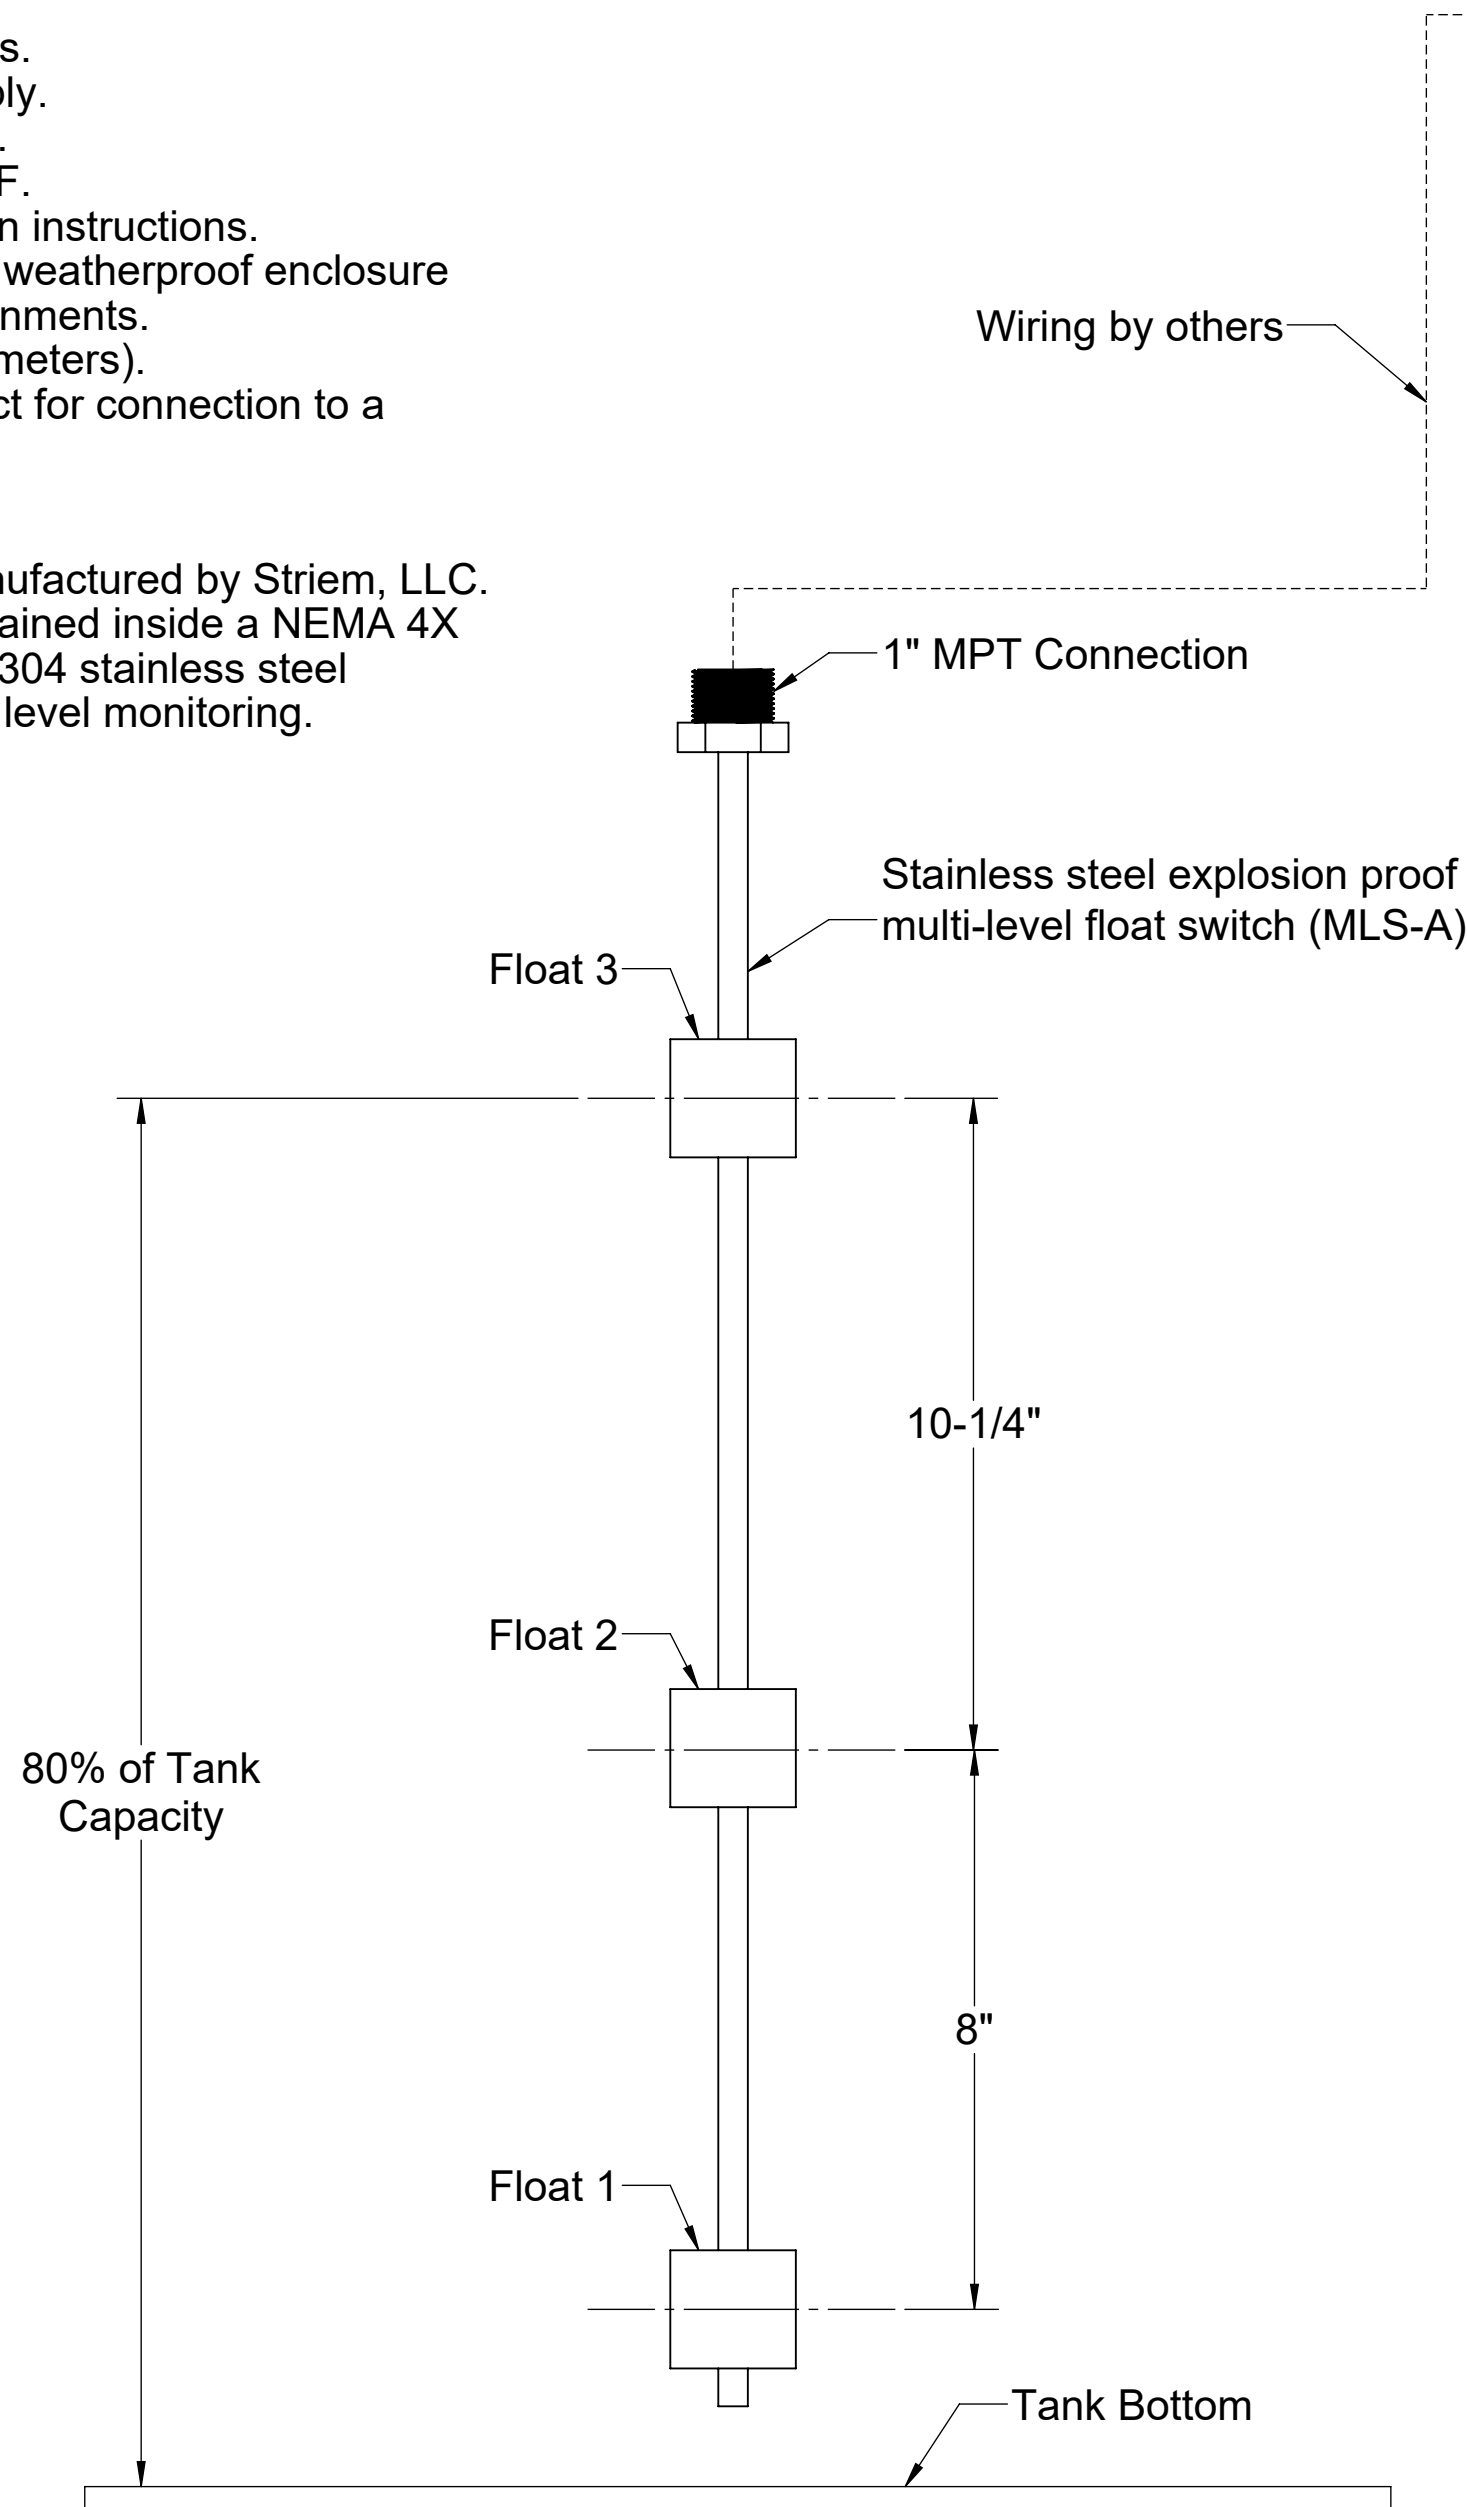 s.
ply.
.
F.
n instructions.
weatherproof enclosure
nments.
meters).
ct for connection to a
Wiring by others
nufactured by Striem, LLC.
ained inside a NEMA 4X
304 stainless steel
level monitoring.
1" MPT Connection
Stainless steel explosion proof
multi-level float switch (MLS-A)
Float 3
10-1/4"
Float 2
80% of Tank
Capacity
8"
Float 1
Tank Bottom